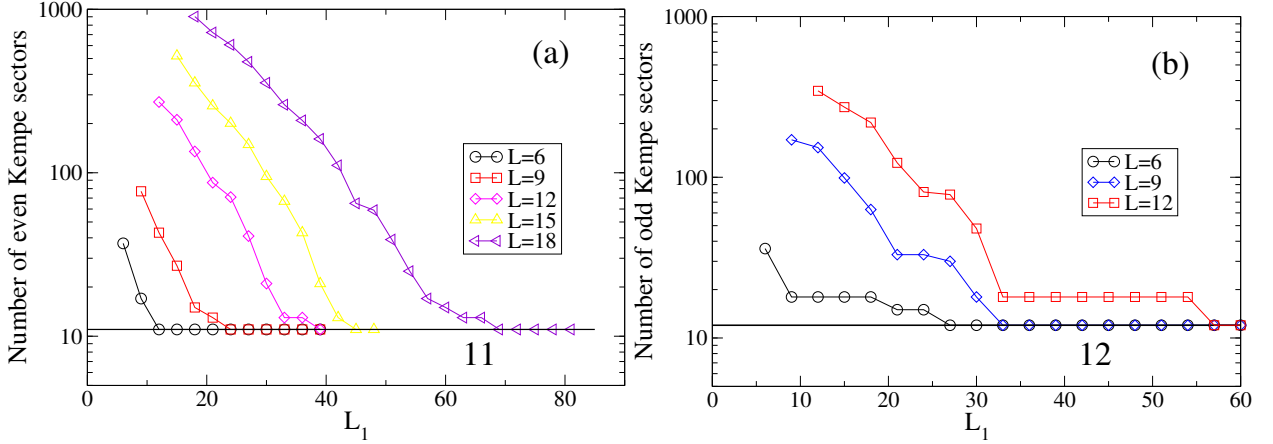 Number of even Kempe sectors
1000
100
10
(a)
L=6
L=9
L=12
L=15
L=18
11
0
20
40
60
80
L1
Number of odd Kempe sectors
1000
100
10
(b)
L=6
L=9
L=12
12
0
10
20
30
40
50
60
L1